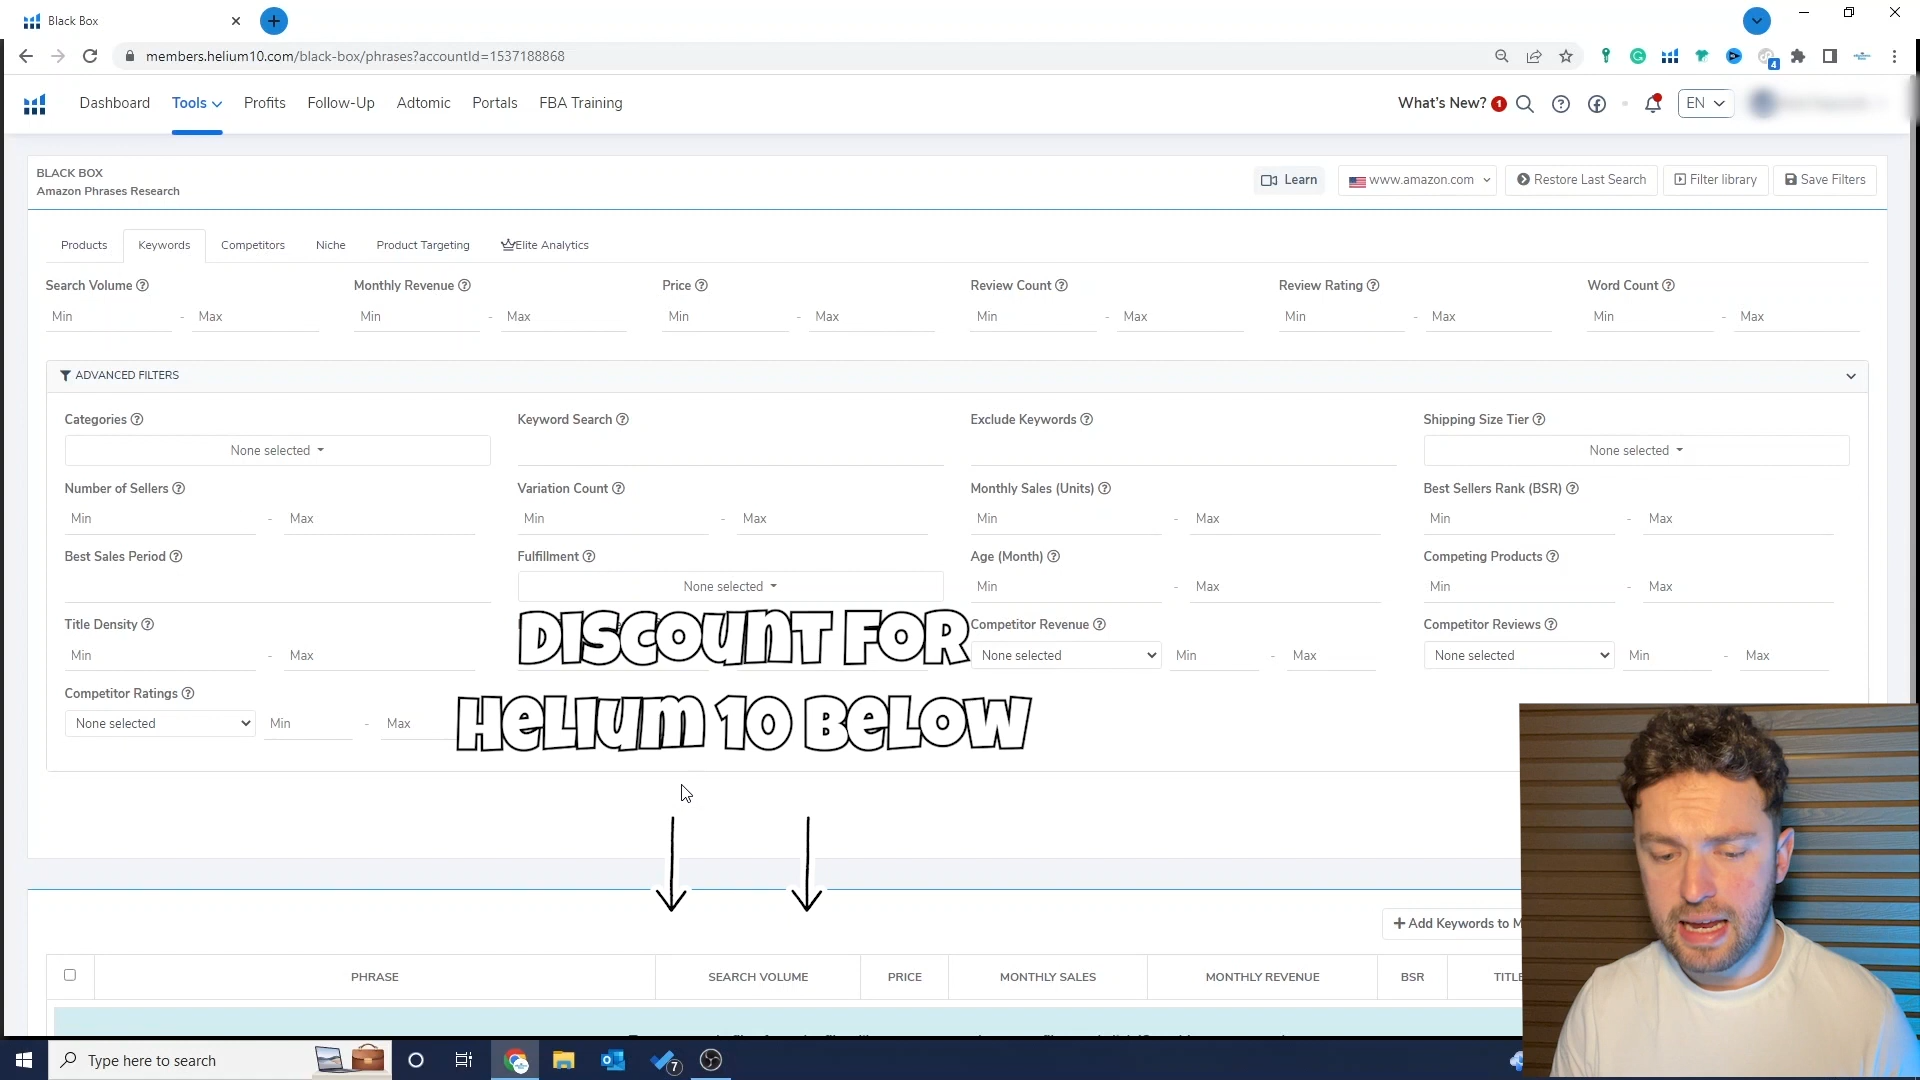 Black Box
members.helium10.com/black-box/phrases?accountId=1537188868
4
Dashboard Tools Profits Follow-Up Adtomic Portals FBA Training What's New? 1 EN
BLACK BOX
Amazon Phrases Research
Learn www.amazon.com Restore Last Search Filter library Save Filters
Products Keywords Competitors Niche Product Targeting Elite Analytics
Search Volume Monthly Revenue Price Review Count Review Rating Word Count
Min - Max Min - Max Min - Max Min - Max Min - Max Min - Max
ADVANCED FILTERS
Categories Keyword Search Exclude Keywords Shipping Size Tier
None selected None selected
Number of Sellers Variation Count Monthly Sales (Units) Best Sellers Rank (BSR)
Min - Max Min - Max Min - Max Min - Max
Best Sales Period Fulfillment Age (Month) Competing Products
None selected Min - Max Min - Max
Title Density Competitor Revenue Competitor Reviews
Min - Max None selected Min - Max None selected Min - Max
DISCOUNT FOR
HELIUM 10 BELOW
Competitor Ratings
None selected Min - Max
+ Add Keywords to M
PHRASE SEARCH VOLUME PRICE MONTHLY SALES MONTHLY REVENUE BSR TITLE
Type here to search
7